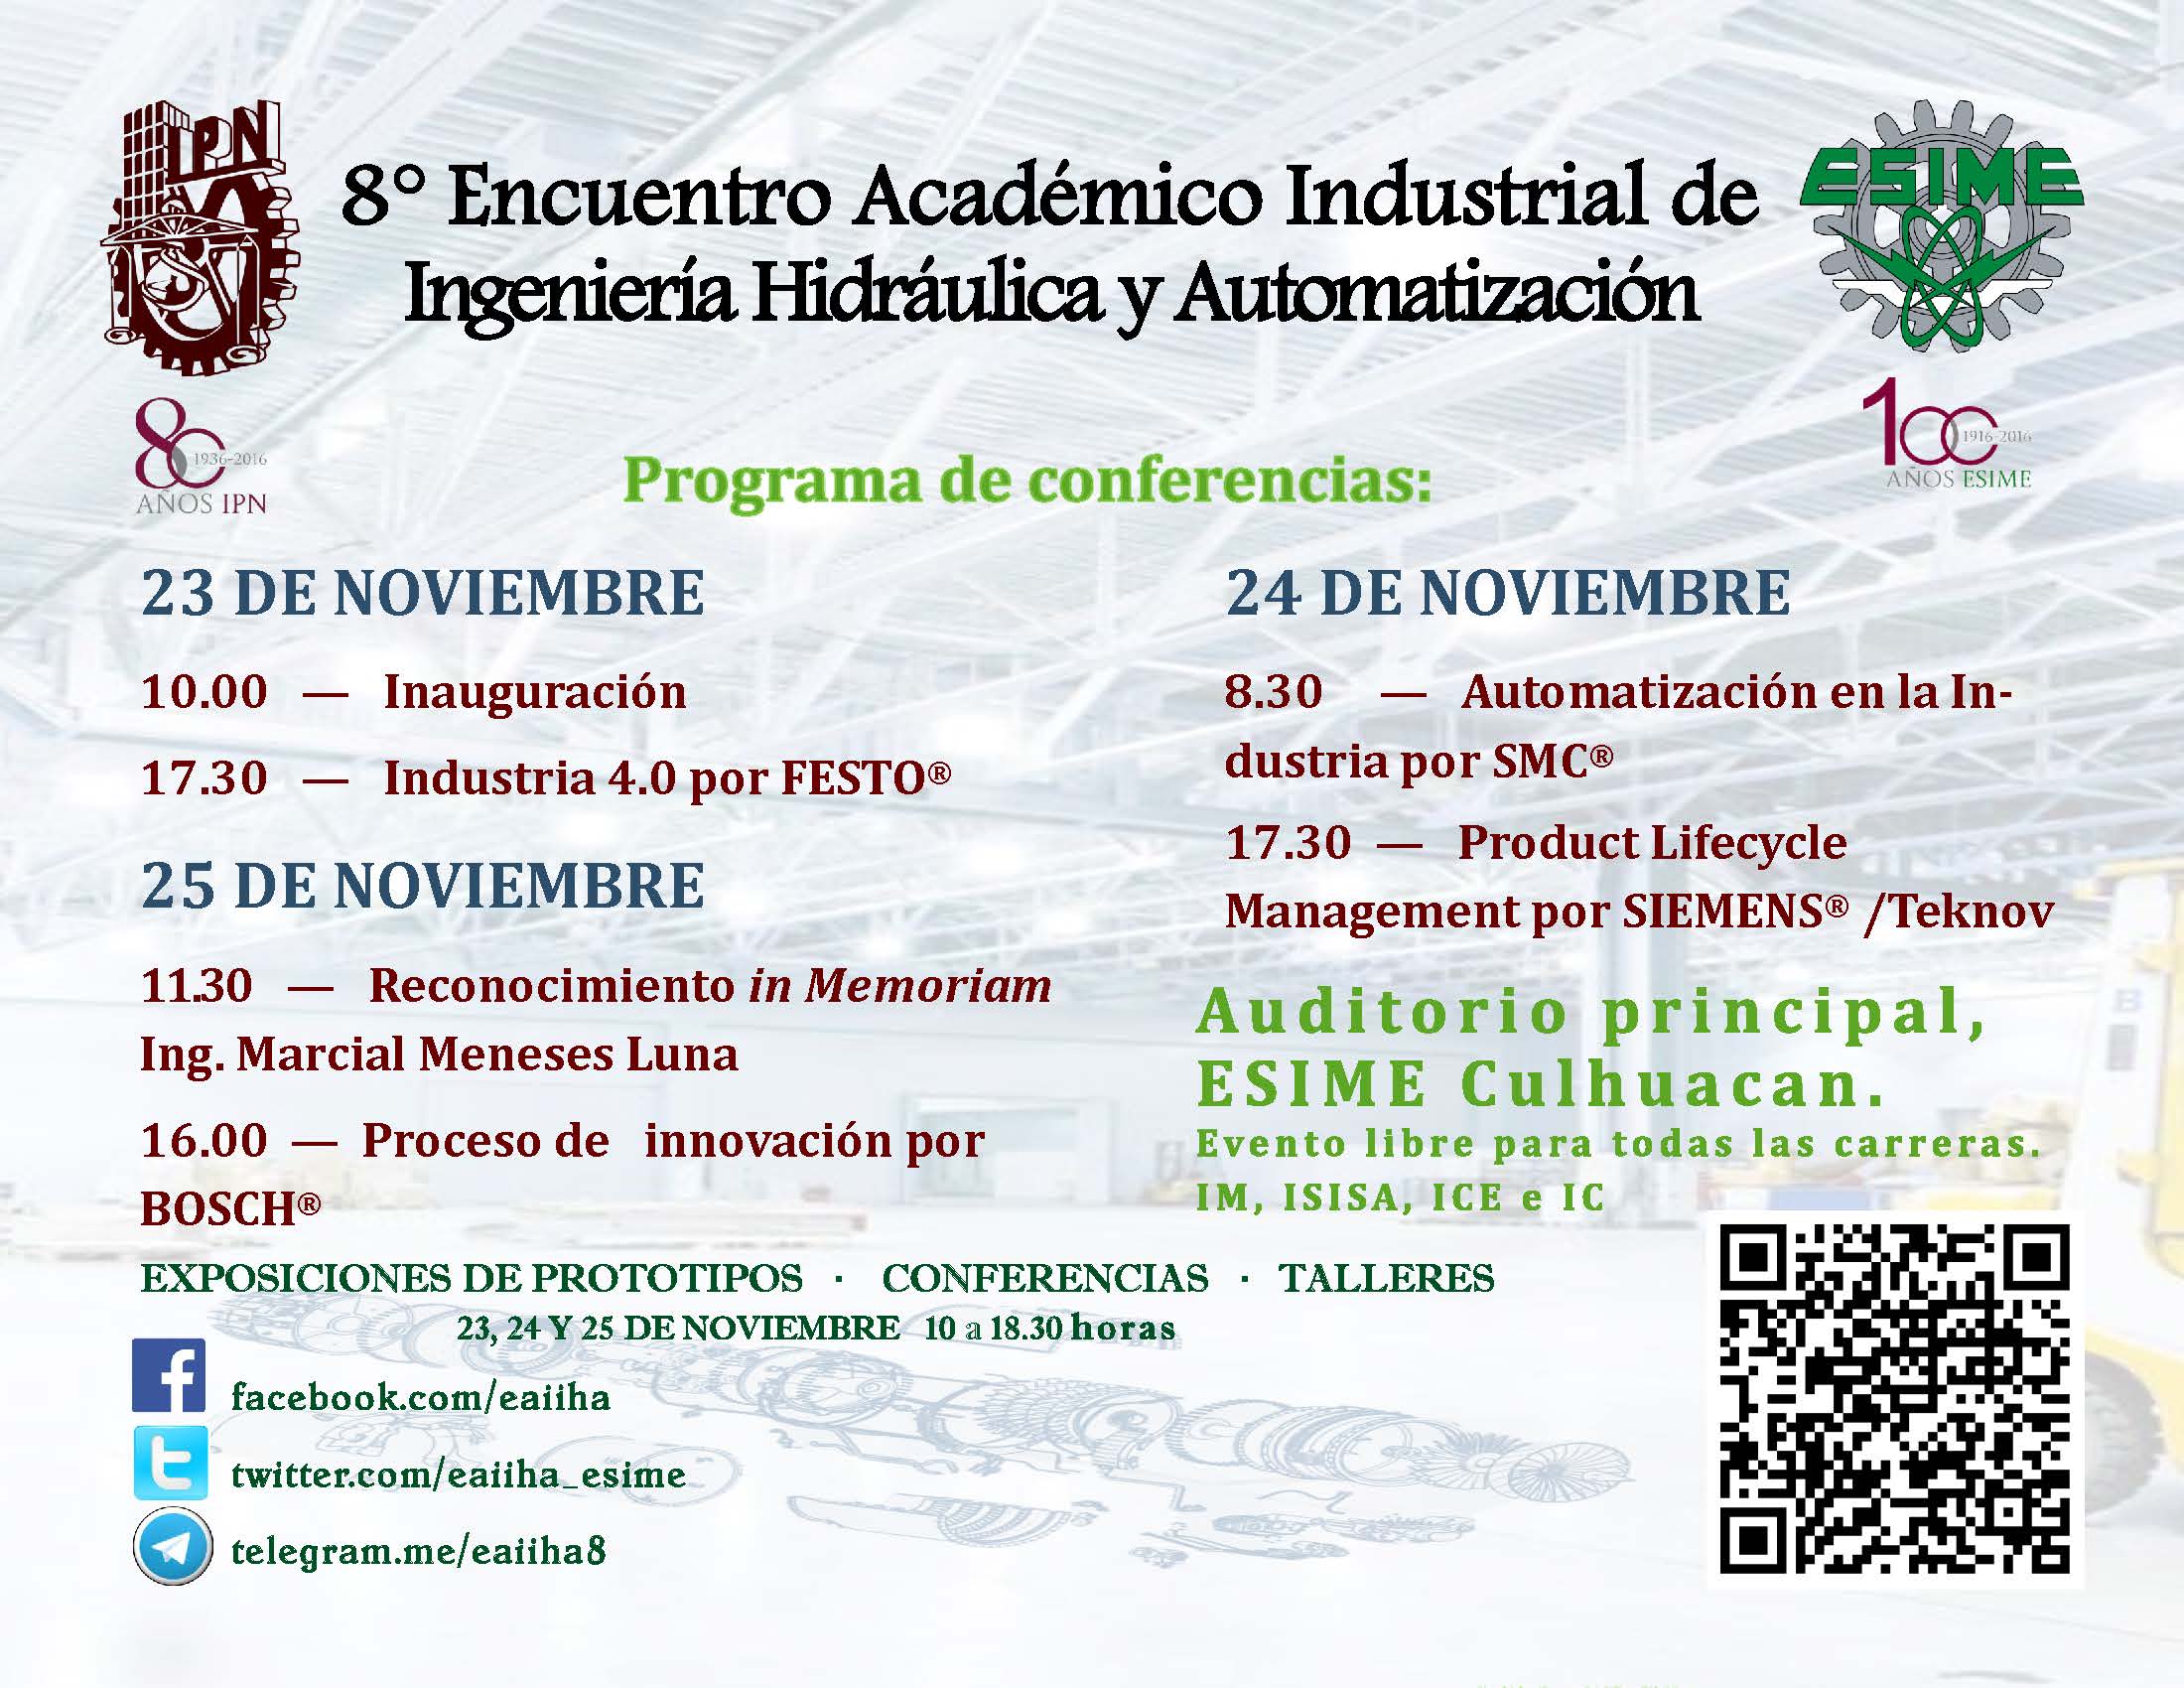 IPN
8° Encuentro Académico Industrial de
Ingeniería Hidráulica y Automatización
ESIME
80
1936-2016
AÑOS IPN
100
1916-2016
AÑOS ESIME
Programa de conferencias:
23 DE NOVIEMBRE
10.00 — Inauguración
17.30 — Industria 4.0 por FESTO®
25 DE NOVIEMBRE
11.30 — Reconocimiento in Memoriam
Ing. Marcial Meneses Luna
16.00 — Proceso de innovación por
BOSCH®
24 DE NOVIEMBRE
8.30 — Automatización en la In-
dustria por SMC®
17.30 — Product Lifecycle
Management por SIEMENS® /Teknov
Auditorio principal,
ESIME Culhuacan.
Evento libre para todas las carreras.
IM, ISISA, ICE e IC
EXPOSICIONES DE PROTOTIPOS · CONFERENCIAS · TALLERES
23, 24 Y 25 DE NOVIEMBRE 10 a 18.30 horas
facebook.com/eaiiha
twitter.com/eaiiha_esime
telegram.me/eaiiha8